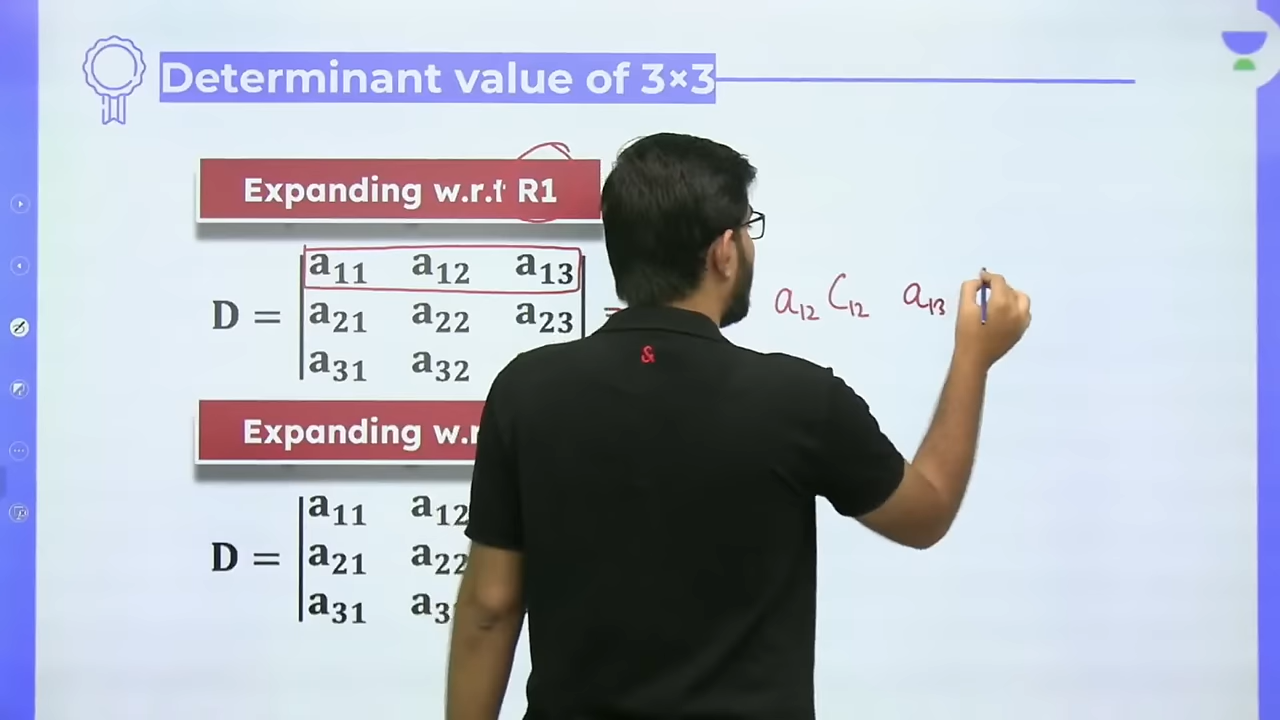 Determinant value of 3×3
Expanding w.r.t R1
a11 a12 a13
D = a21 a22 a23 = a12 C12 a13
a31 a32
&
Expanding w.r
a11 a12
D = a21 a22
a31 a3